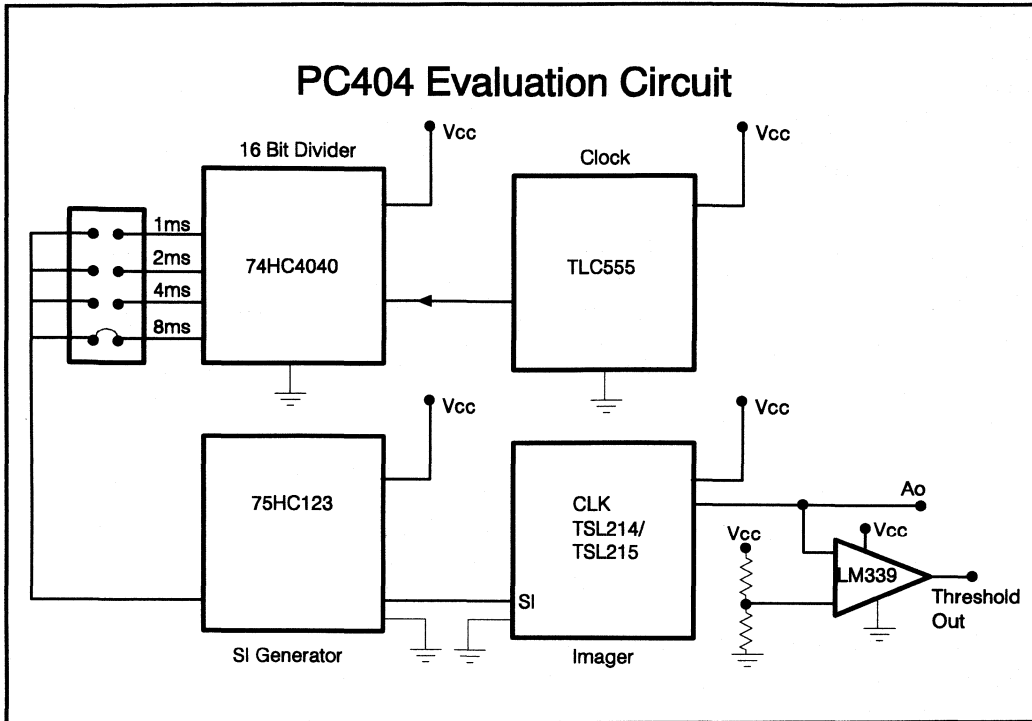 PC404 Evaluation Circuit
Vcc
16 Bit Divider
74HC4040
1ms
2ms
4ms
8ms
Vcc
Clock
TLC555
Vcc
75HC123
SI Generator
Vcc
CLK
TSL214/
TSL215
SI
Imager
Ao
Vcc
Vcc
LM339
Threshold
Out